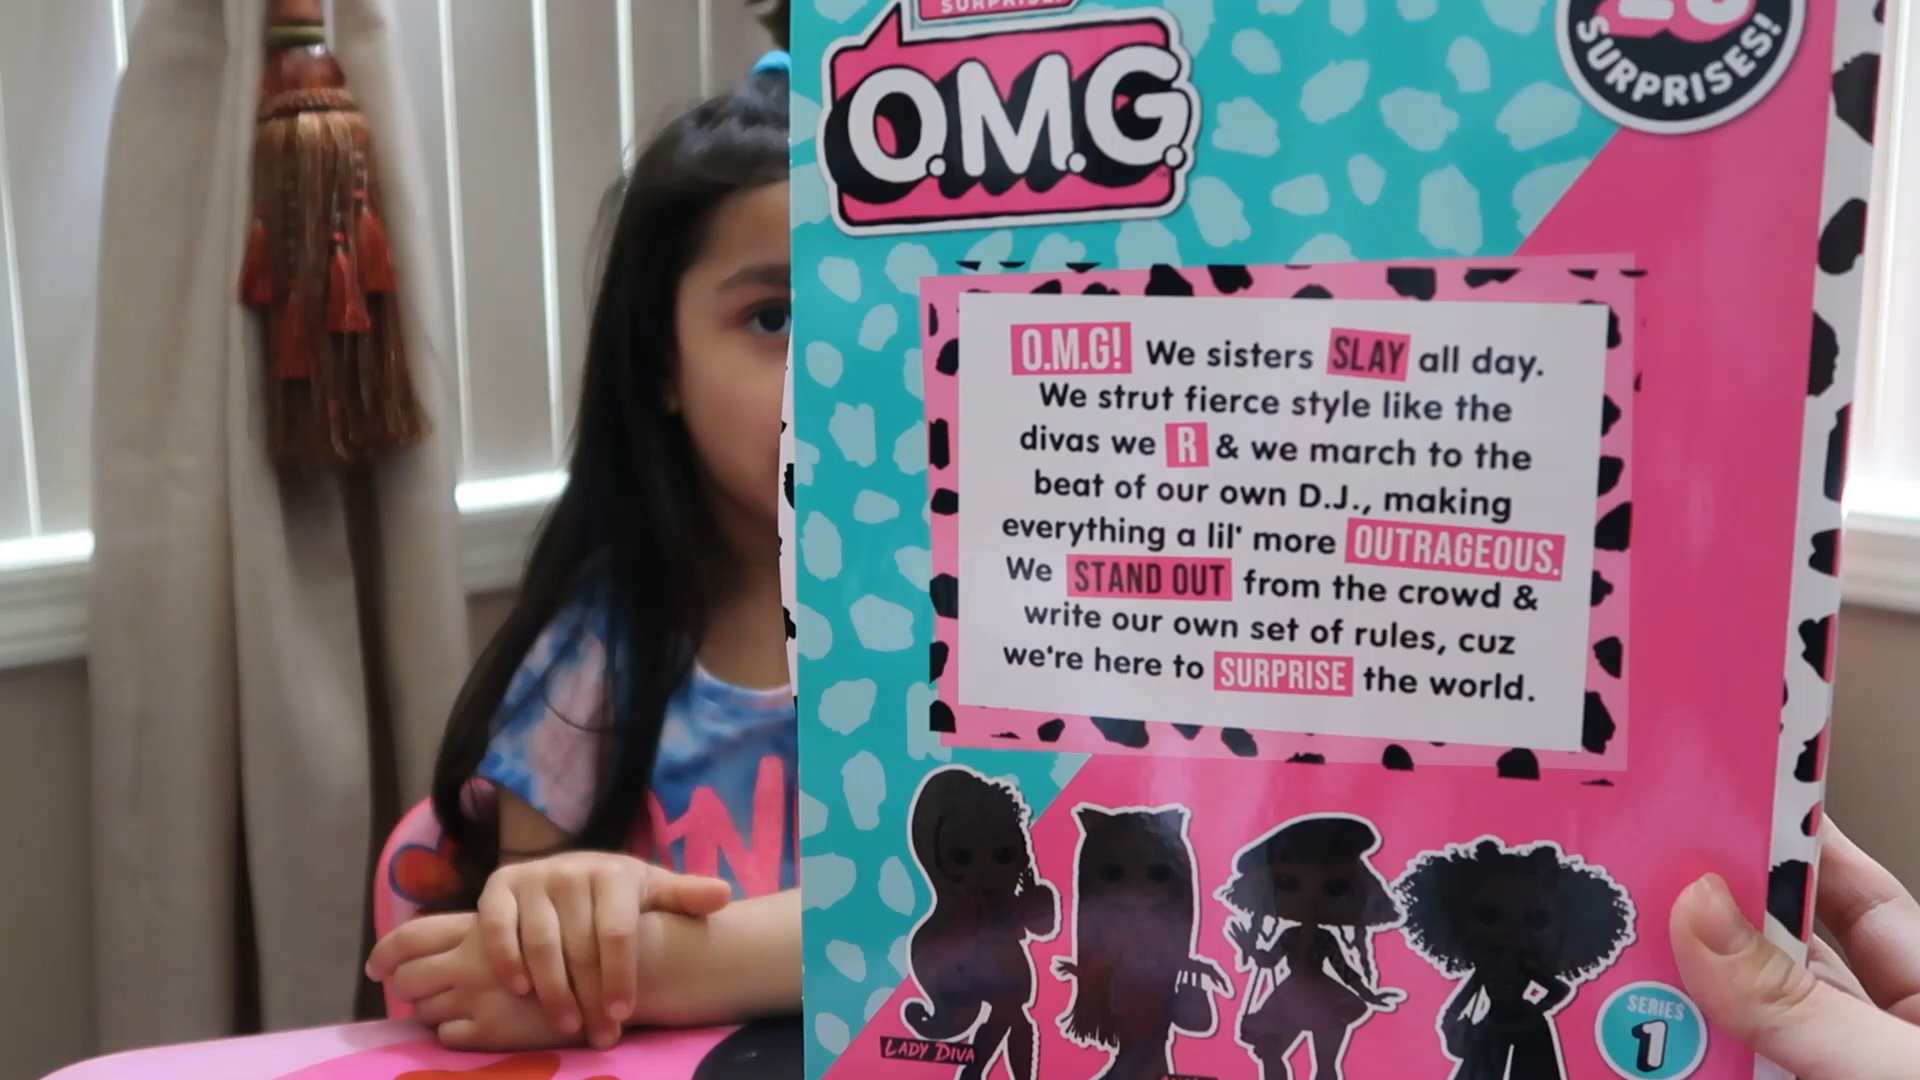 SURPRISE!
O.M.G.
SURPRISES!
O.M.G! We sisters SLAY all day.
We strut fierce style like the
divas we R & we march to the
beat of our own D.J., making
everything a lil' more OUTRAGEOUS.
We STAND OUT from the crowd &
write our own set of rules, cuz
we're here to SURPRISE the world.
LADY DIVA
SERIES
1